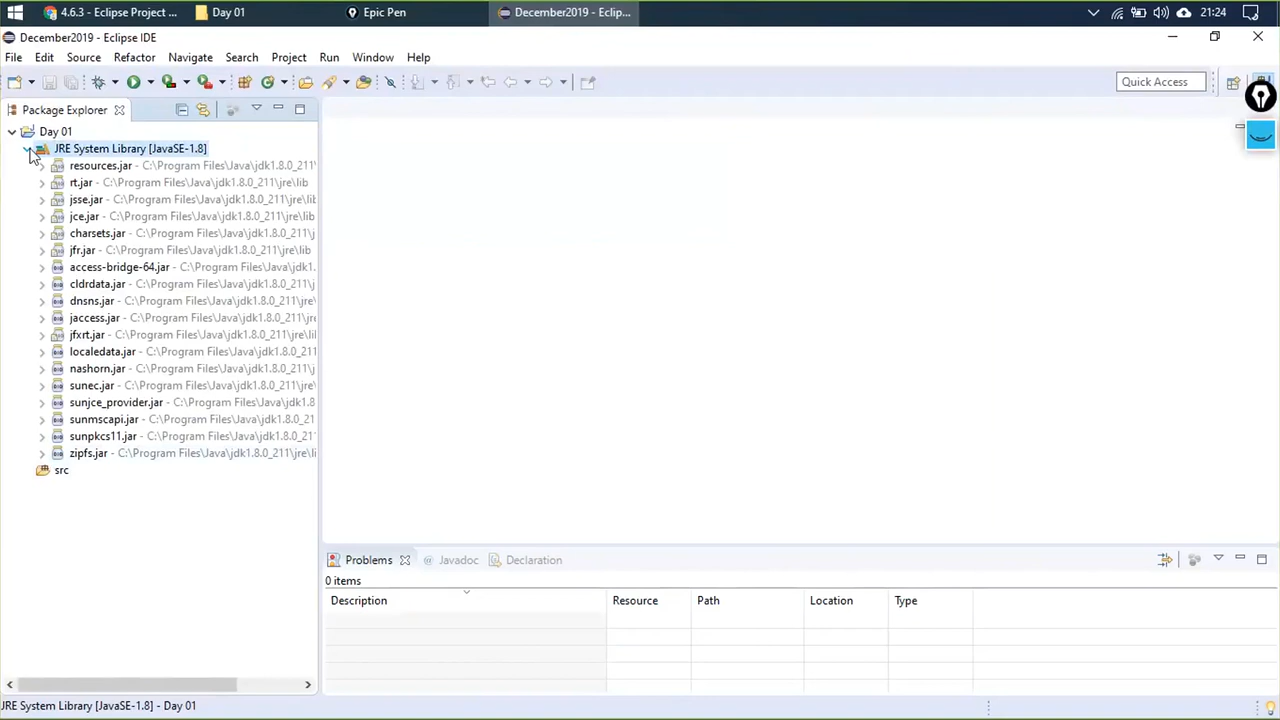 4.6.3 - Eclipse Project ... Day 01 Epic Pen December2019 - Eclip... 21:24
December2019 - Eclipse IDE
File Edit Source Refactor Navigate Search Project Run Window Help
Quick Access
Package Explorer
Day 01
JRE System Library [JavaSE-1.8]
resources.jar - C:\Program Files\Java\jdk1.8.0_211\
rt.jar - C:\Program Files\Java\jdk1.8.0_211\jre\lib
jsse.jar - C:\Program Files\Java\jdk1.8.0_211\jre\lib
jce.jar - C:\Program Files\Java\jdk1.8.0_211\jre\lib
charsets.jar - C:\Program Files\Java\jdk1.8.0_211\j
jfr.jar - C:\Program Files\Java\jdk1.8.0_211\jre\lib
access-bridge-64.jar - C:\Program Files\Java\jdk1.
cldrdata.jar - C:\Program Files\Java\jdk1.8.0_211\j
dnsns.jar - C:\Program Files\Java\jdk1.8.0_211\jre
jaccess.jar - C:\Program Files\Java\jdk1.8.0_211\jre
jfxrt.jar - C:\Program Files\Java\jdk1.8.0_211\jre\li
localedata.jar - C:\Program Files\Java\jdk1.8.0_211
nashorn.jar - C:\Program Files\Java\jdk1.8.0_211\j
sunec.jar - C:\Program Files\Java\jdk1.8.0_211\jre
sunjce_provider.jar - C:\Program Files\Java\jdk1.8
sunmscapi.jar - C:\Program Files\Java\jdk1.8.0_21
sunpkcs11.jar - C:\Program Files\Java\jdk1.8.0_211
zipfs.jar - C:\Program Files\Java\jdk1.8.0_211\jre\li
src
Problems @ Javadoc Declaration
0 items
Description Resource Path Location Type
JRE System Library [JavaSE-1.8] - Day 01